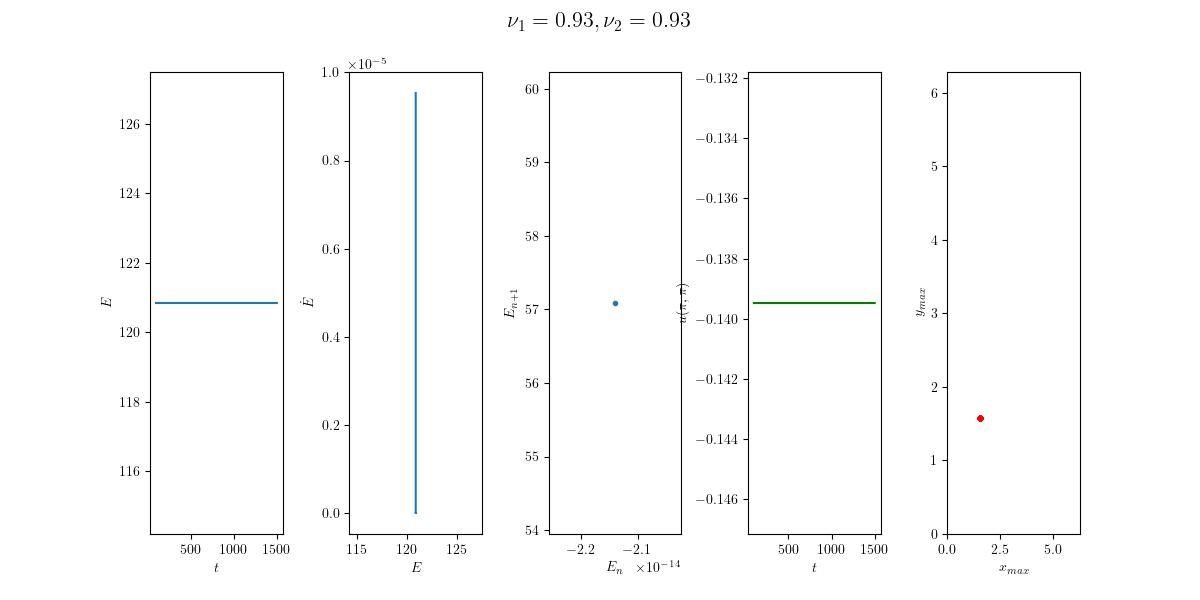 ν₁ = 0.93, ν₂ = 0.93
126
124
122
120
118
116
E
500 1000 1500
t
×10⁻⁵
1.0
0.8
0.6
0.4
0.2
0.0
Ė
115 120 125
E
60
59
58
57
56
55
54
Eₙ₊₁
−2.2 −2.1
Eₙ ×10⁻¹⁴
−0.132
−0.134
−0.136
−0.138
−0.140
−0.142
−0.144
−0.146
u(π, π)
500 1000 1500
t
6
5
4
3
2
1
0
y_max
0.0 2.5 5.0
x_max